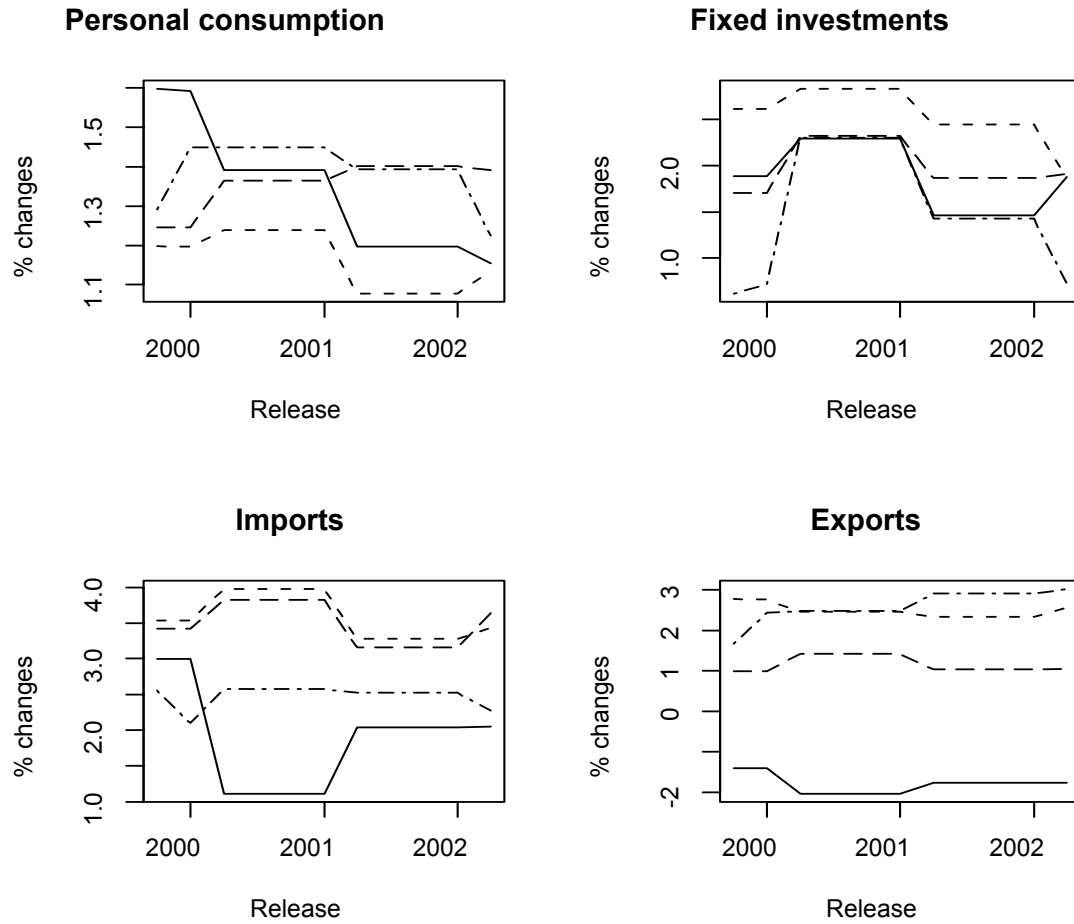 Personal consumption
% changes
1.1 1.3 1.5
2000 2001 2002
Release
Fixed investments
% changes
1.0 2.0
2000 2001 2002
Release
Imports
% changes
1.0 2.0 3.0 4.0
2000 2001 2002
Release
Exports
% changes
-2 0 1 2 3
2000 2001 2002
Release